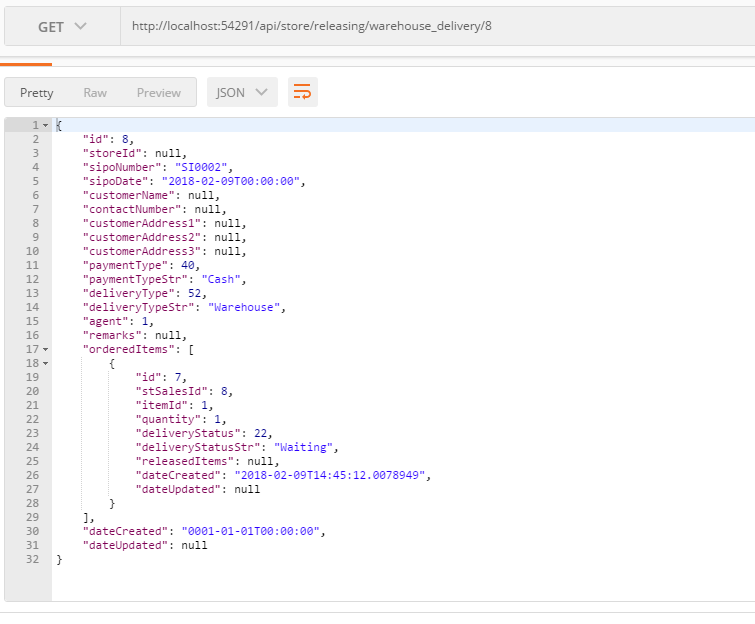 GET http://localhost:54291/api/store/releasing/warehouse_delivery/8
Pretty Raw Preview JSON
1 {
2 "id": 8,
3 "storeId": null,
4 "sipoNumber": "SI0002",
5 "sipoDate": "2018-02-09T00:00:00",
6 "customerName": null,
7 "contactNumber": null,
8 "customerAddress1": null,
9 "customerAddress2": null,
10 "customerAddress3": null,
11 "paymentType": 40,
12 "paymentTypeStr": "Cash",
13 "deliveryType": 52,
14 "deliveryTypeStr": "Warehouse",
15 "agent": 1,
16 "remarks": null,
17 "orderedItems": [
18 {
19 "id": 7,
20 "stSalesId": 8,
21 "itemId": 1,
22 "quantity": 1,
23 "deliveryStatus": 22,
24 "deliveryStatusStr": "Waiting",
25 "releasedItems": null,
26 "dateCreated": "2018-02-09T14:45:12.0078949",
27 "dateUpdated": null
28 }
29 ],
30 "dateCreated": "0001-01-01T00:00:00",
31 "dateUpdated": null
32 }